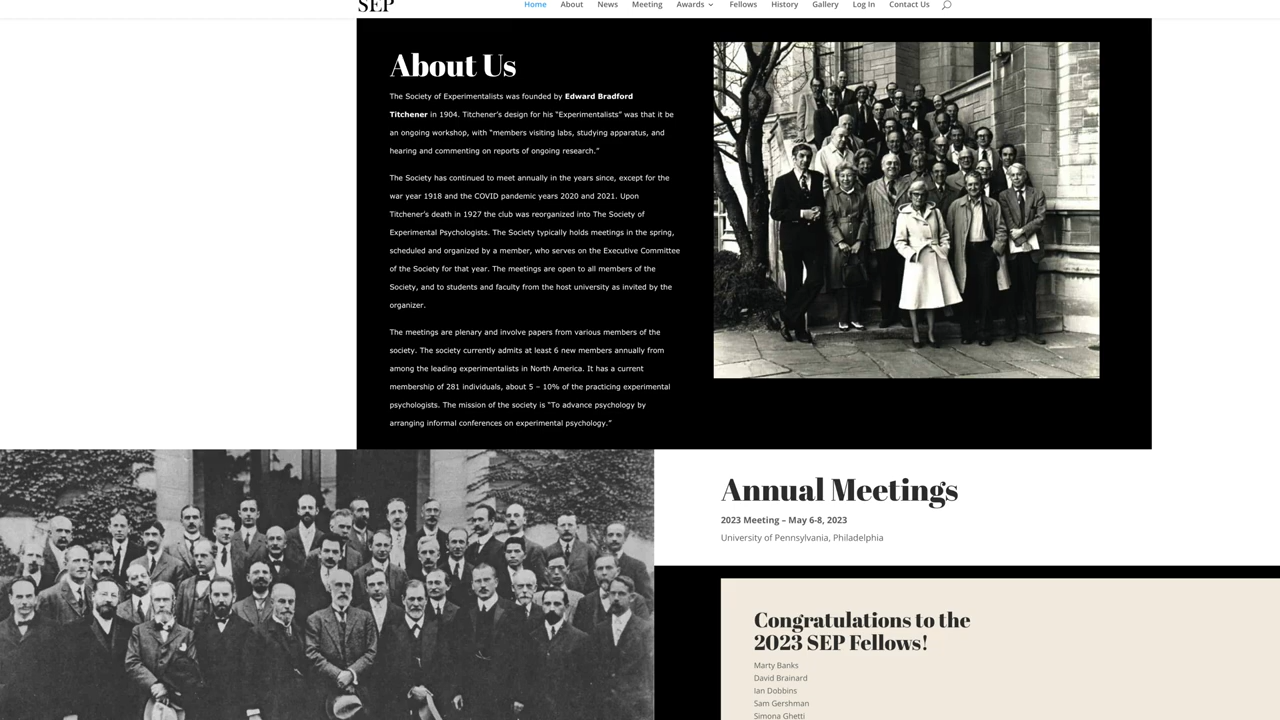 SEP
Home About News Meeting Awards Fellows History Gallery Log In Contact Us
About Us
The Society of Experimentalists was founded by Edward Bradford
Titchener in 1904. Titchener's design for his "Experimentalists" was that it be
an ongoing workshop, with "members visiting labs, studying apparatus, and
hearing and commenting on reports of ongoing research."
The Society has continued to meet annually in the years since, except for the
war year 1918 and the COVID pandemic years 2020 and 2021. Upon
Titchener's death in 1927 the club was reorganized into The Society of
Experimental Psychologists. The Society typically holds meetings in the spring,
scheduled and organized by a member, who serves on the Executive Committee
of the Society for that year. The meetings are open to all members of the
Society, and to students and faculty from the host university as invited by the
organizer.
The meetings are plenary and involve papers from various members of the
society. The society currently admits at least 6 new members annually from
among the leading experimentalists in North America. It has a current
membership of 281 individuals, about 5 – 10% of the practicing experimental
psychologists. The mission of the society is "To advance psychology by
arranging informal conferences on experimental psychology."
Annual Meetings
2023 Meeting – May 6-8, 2023
University of Pennsylvania, Philadelphia
Congratulations to the
2023 SEP Fellows!
Marty Banks
David Brainard
Ian Dobbins
Sam Gershman
Simona Ghetti